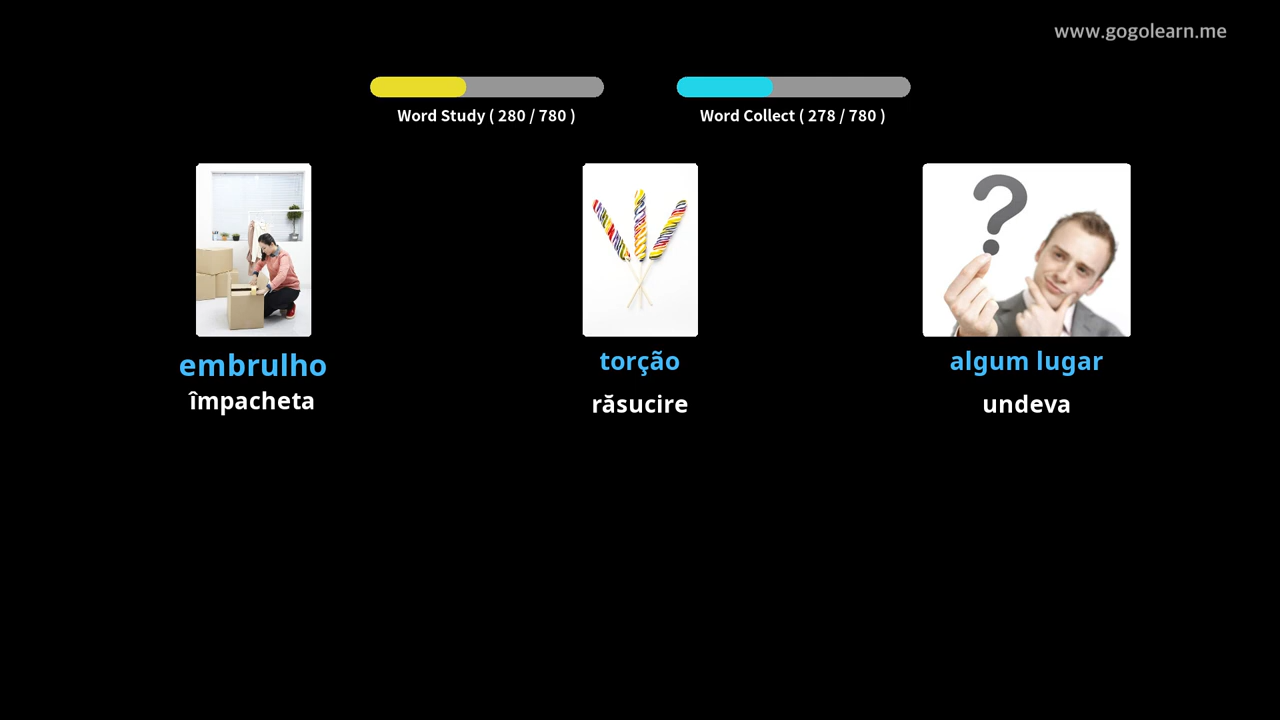 www.gogolearn.me
Word Study ( 280 / 780 )
Word Collect ( 278 / 780 )
embrulho
împacheta
torção
răsucire
algum lugar
undeva